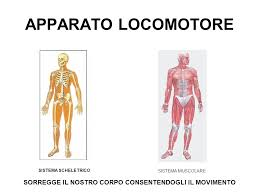 APPARATO LOCOMOTORE
SISTEMA SCHELETRICO
SISTEMA MUSCOLARE
SORREGGE IL NOSTRO CORPO CONSENTENDOGLI IL MOVIMENTO